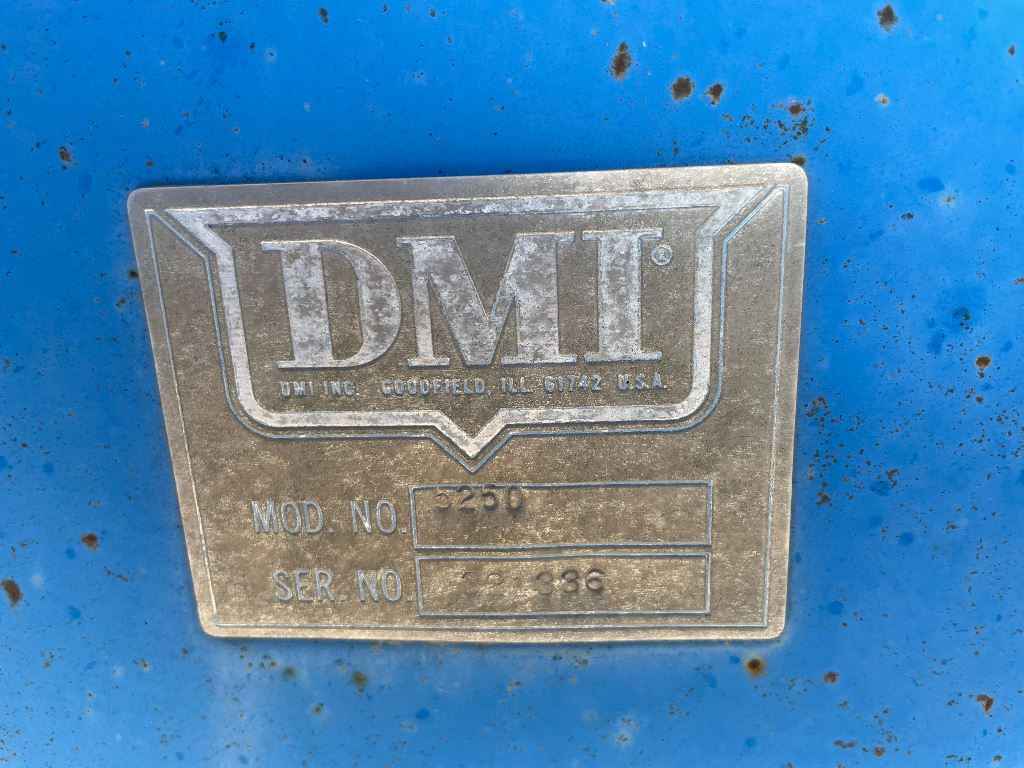 DMI®
DMI INC. GOODFIELD, ILL. 61742 U.S.A.
MOD. NO. 5250
SER. NO.